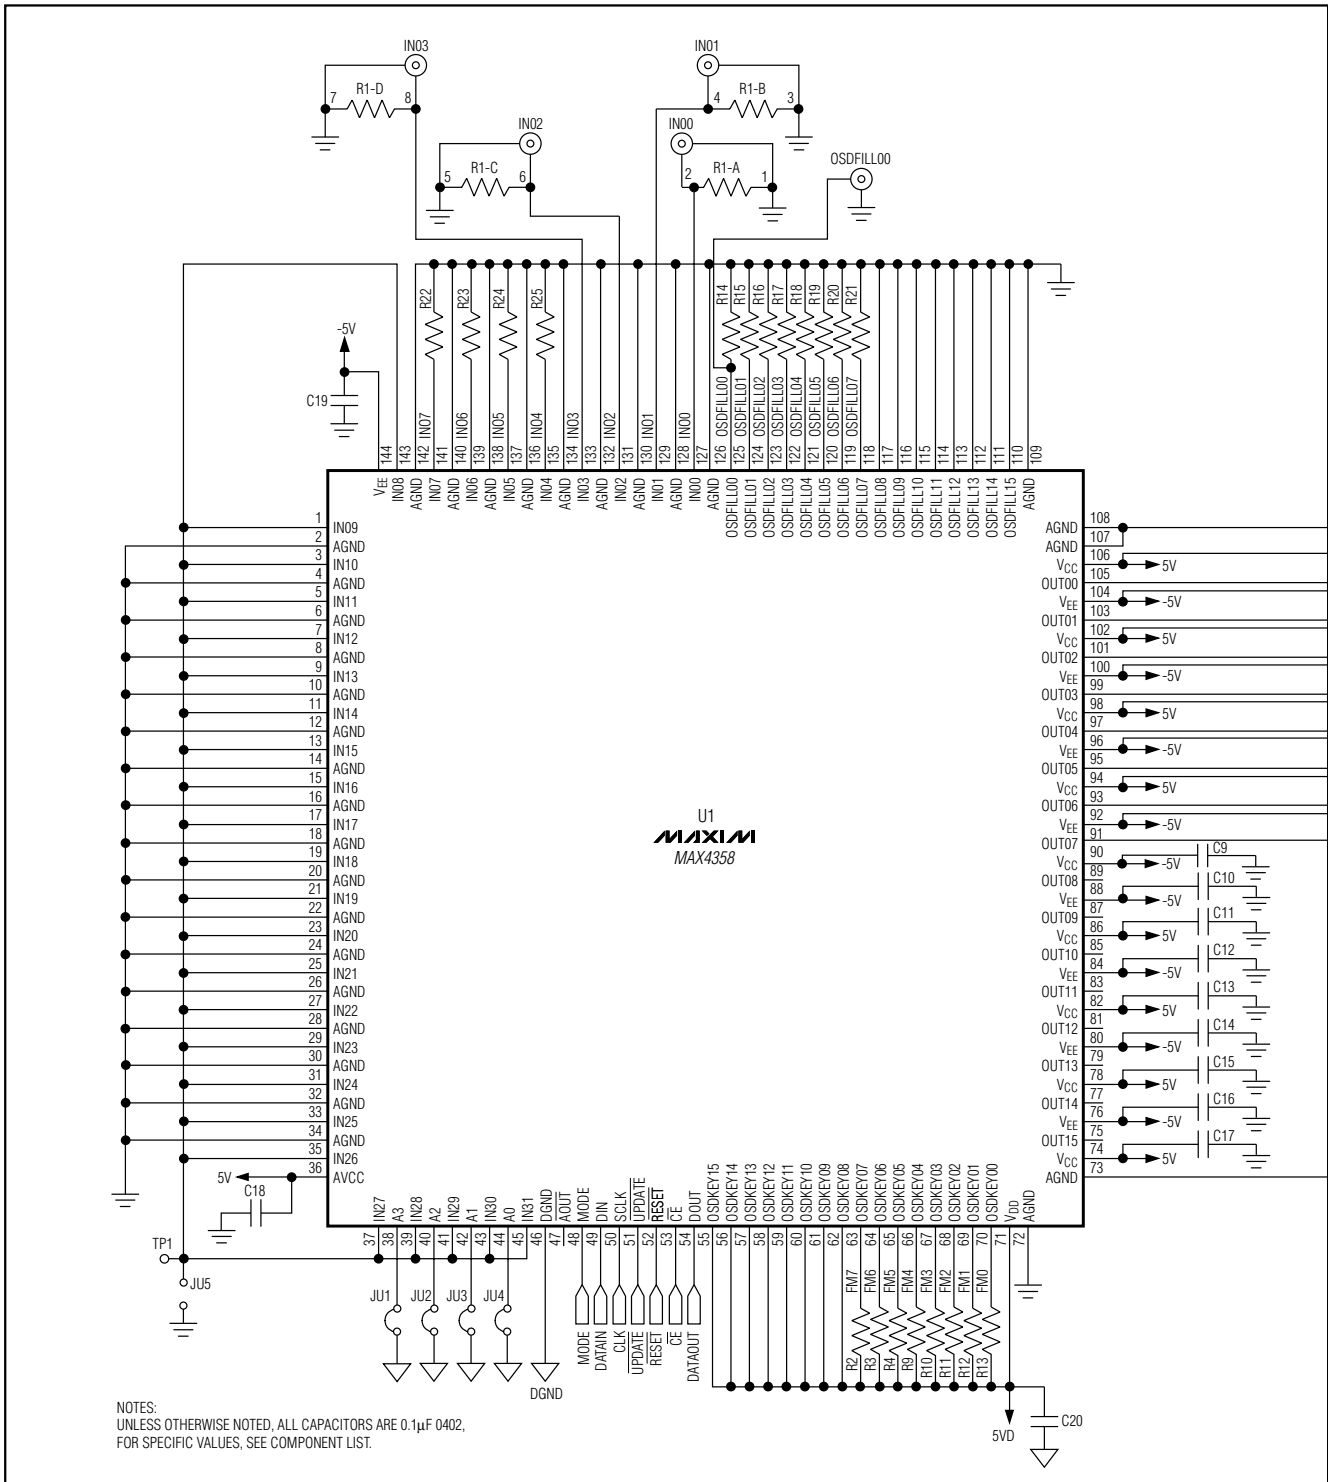 IN03
IN01
7 R1-D 8
4 R1-B 3
IN02
IN00
OSDFILL00
5 R1-C 6
2 R1-A 1
R22 R23 R24 R25 R14 R15 R16 R17 R18 R19 R20 R21
-5V
C19
IN07 IN06 IN05 IN04 IN03 IN02 IN01 IN00 OSDFILL00 OSDFILL01 OSDFILL02 OSDFILL03 OSDFILL04 OSDFILL05 OSDFILL06 OSDFILL07
144 143 142 141 140 139 138 137 136 135 134 133 132 131 130 129 128 127 126 125 124 123 122 121 120 119 118 117 116 115 114 113 112 111 110 109
VEE IN08 AGND IN07 AGND IN06 AGND IN05 AGND IN04 AGND IN03 AGND IN02 AGND IN01 AGND IN00 AGND OSDFILL00 OSDFILL01 OSDFILL02 OSDFILL03 OSDFILL04 OSDFILL05 OSDFILL06 OSDFILL07 OSDFILL08 OSDFILL09 OSDFILL10 OSDFILL11 OSDFILL12 OSDFILL13 OSDFILL14 OSDFILL15 AGND
1 IN09
2 AGND
3 IN10
4 AGND
5 IN11
6 AGND
7 IN12
8 AGND
9 IN13
10 AGND
11 IN14
12 AGND
13 IN15
14 AGND
15 IN16
16 AGND
17 IN17
18 AGND
19 IN18
20 AGND
21 IN19
22 AGND
23 IN20
24 AGND
25 IN21
26 AGND
27 IN22
28 AGND
29 IN23
30 AGND
31 IN24
32 AGND
33 IN25
34 AGND
35 IN26
36 AVCC
5V
C18
U1
MAXIM
MAX4358
AGND 108
AGND 107
VCC 106 5V
OUT00 105
VEE 104 -5V
OUT01 103
VCC 102 5V
OUT02 101
VEE 100 -5V
OUT03 99
VCC 98 5V
OUT04 97
VEE 96 -5V
OUT05 95
VCC 94 5V
OUT06 93
VEE 92 -5V
OUT07 91
VCC 90 -5V C9
OUT08 89
VEE 88 -5V C10
OUT09 87
VCC 86 5V C11
OUT10 85
VEE 84 -5V C12
OUT11 83
VCC 82 5V C13
OUT12 81
VEE 80 -5V C14
OUT13 79
VCC 78 5V C15
OUT14 77
VEE 76 -5V C16
OUT15 75
VCC 74 5V C17
AGND 73
IN27 A3 IN28 A2 IN29 A1 IN30 A0 IN31 DGND AOUT MODE DIN SCLK UPDATE RESET CE DOUT OSDKEY15 OSDKEY14 OSDKEY13 OSDKEY12 OSDKEY11 OSDKEY10 OSDKEY09 OSDKEY08 OSDKEY07 OSDKEY06 OSDKEY05 OSDKEY04 OSDKEY03 OSDKEY02 OSDKEY01 OSDKEY00 VDD AGND
37 38 39 40 41 42 43 44 45 46 47 48 49 50 51 52 53 54 55 56 57 58 59 60 61 62 63 64 65 66 67 68 69 70 71 72
TP1
JU5
JU1 JU2 JU3 JU4
DGND
MODE DATAIN CLK UPDATE RESET CE DATAOUT
FM7 FM6 FM5 FM4 FM3 FM2 FM1 FM0
R2 R3 R4 R9 R10 R11 R12 R13
5VD
C20
NOTES:
UNLESS OTHERWISE NOTED, ALL CAPACITORS ARE 0.1µF 0402,
FOR SPECIFIC VALUES, SEE COMPONENT LIST.